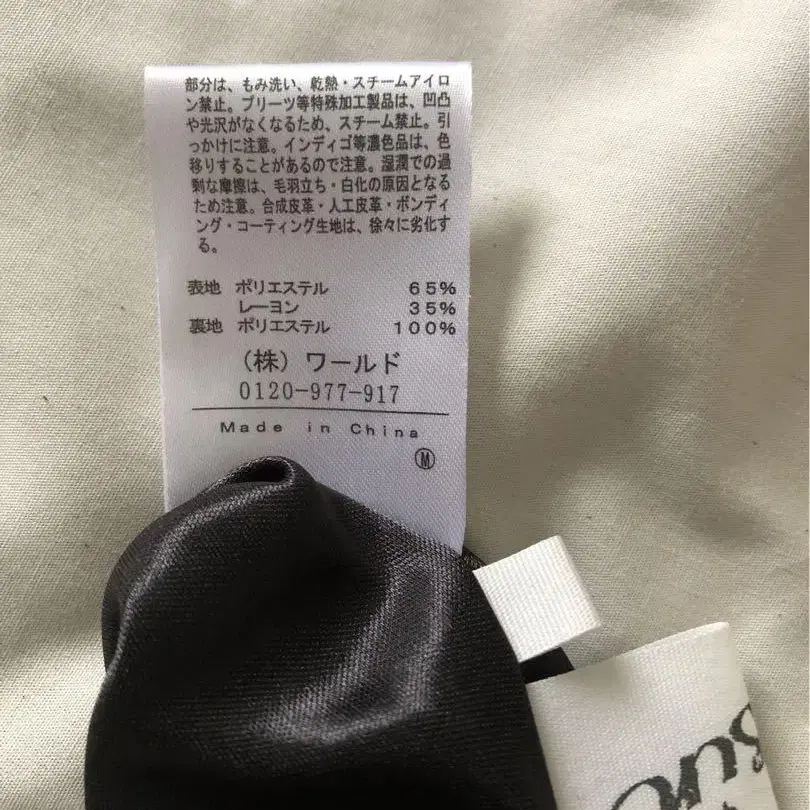 部分は、もみ洗い、乾熱・スチームアイロ
ン禁止。プリーツ等特殊加工製品は、凹凸
や光沢がなくなるため、スチーム禁止。引
っかけに注意。インディゴ等濃色品は、色
移りすることがあるので注意。湿潤での過
剰な摩擦は、毛羽立ち・白化の原因となる
ため注意。合成皮革・人工皮革・ボンディ
ング・コーティング生地は、徐々に劣化す
る。
表地 ポリエステル 65%
レーヨン 35%
裏地 ポリエステル 100%
(株)ワールド
0120-977-917
Made in China
Ⓜ